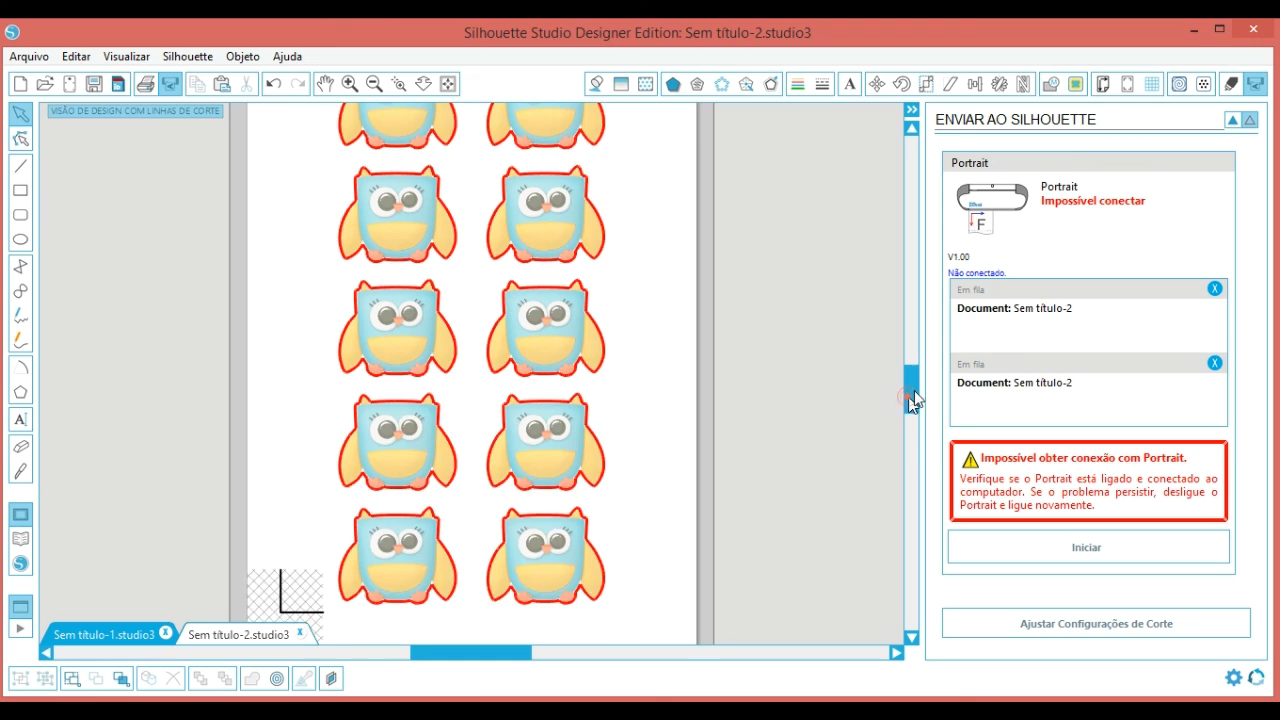 Silhouette Studio Designer Edition: Sem título-2.studio3
Arquivo Editar Visualizar Silhouette Objeto Ajuda
VISÃO DE DESIGN COM LINHAS DE CORTE
ENVIAR AO SILHOUETTE
Portrait
Portrait
Impossível conectar
F
V1.00
Não conectado.
Em fila X
Document: Sem título-2
Em fila X
Document: Sem título-2
Impossível obter conexão com Portrait.
Verifique se o Portrait está ligado e conectado ao
computador. Se o problema persistir, desligue o
Portrait e ligue novamente.
Iniciar
Ajustar Configurações de Corte
Sem título-1.studio3 x Sem título-2.studio3 x